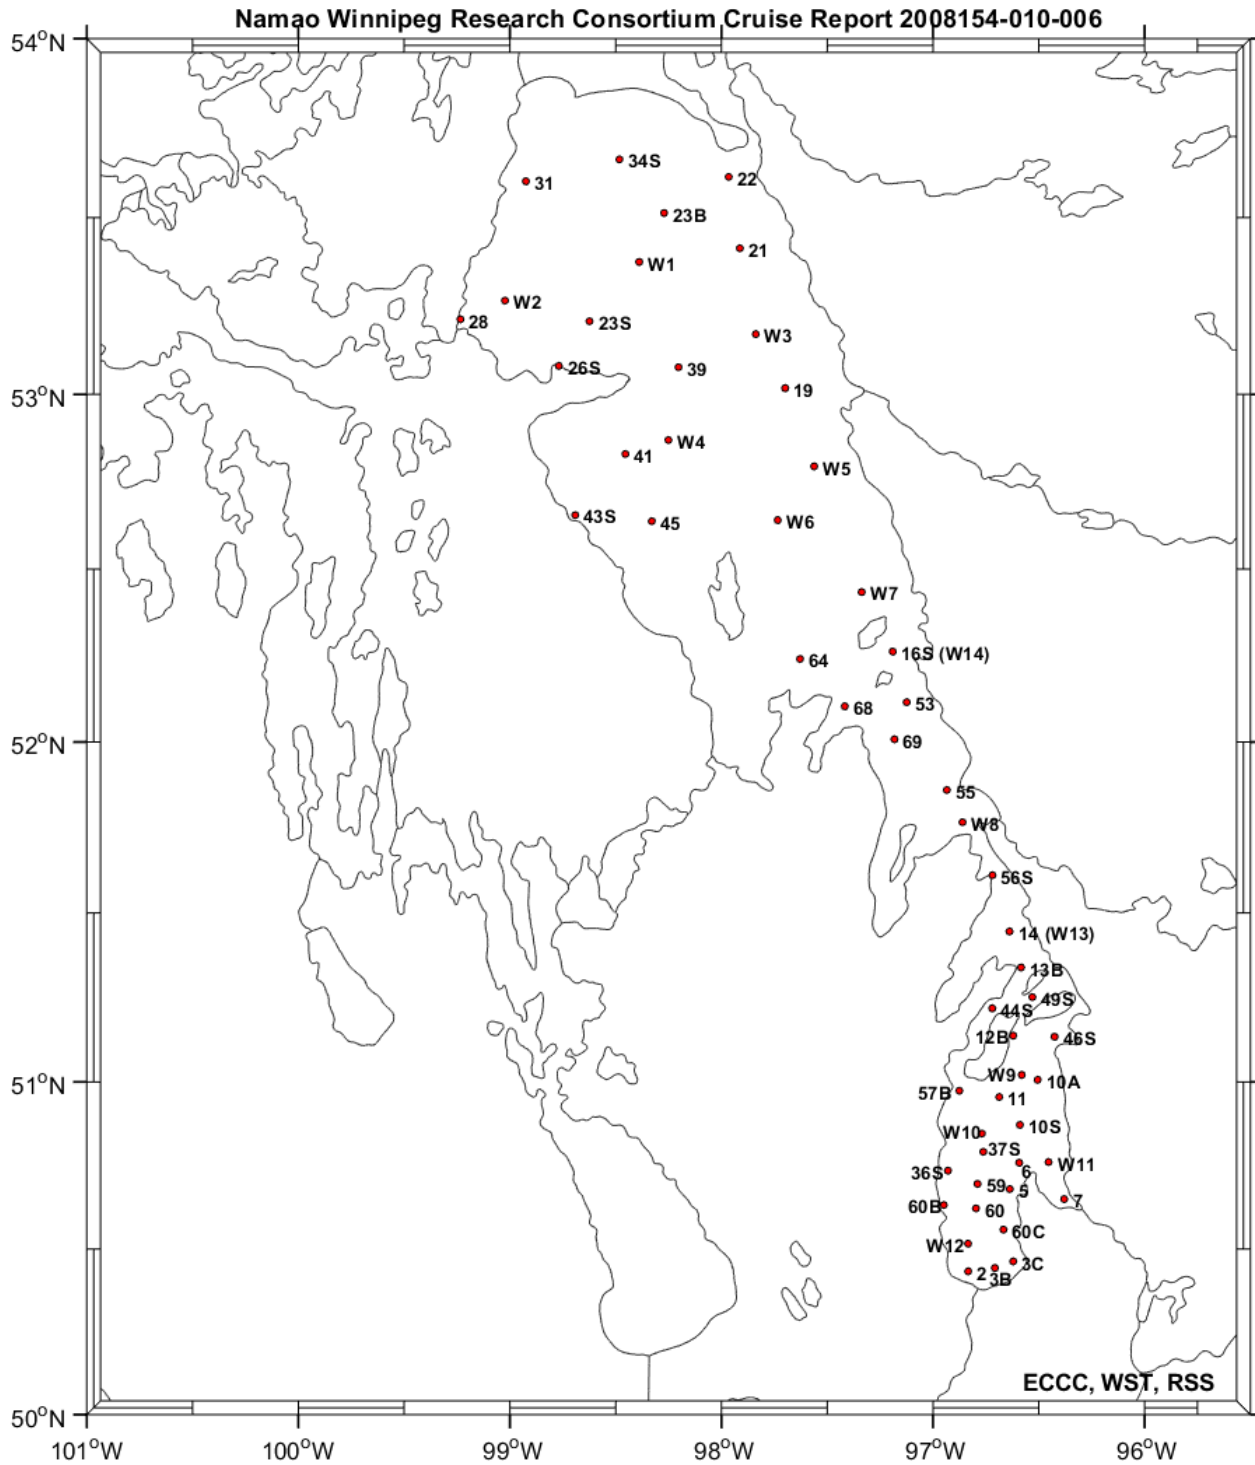 Namao Winnipeg Research Consortium Cruise Report 2008154-010-006
54°N
34S
31
22
23B
21
W1
W2
28
23S
W3
26S
39
53°N
19
W4
41
W5
43S
45
W6
W7
16S (W14)
64
68
53
52°N
69
55
W8
56S
14 (W13)
13B
49S
44S
12B
46S
W9
51°N
10A
57B
11
10S
W10
37S
W11
36S
6
59
5
7
60B
60
60C
W12
3C
2
3B
ECCC, WST, RSS
50°N
101°W
100°W
99°W
98°W
97°W
96°W